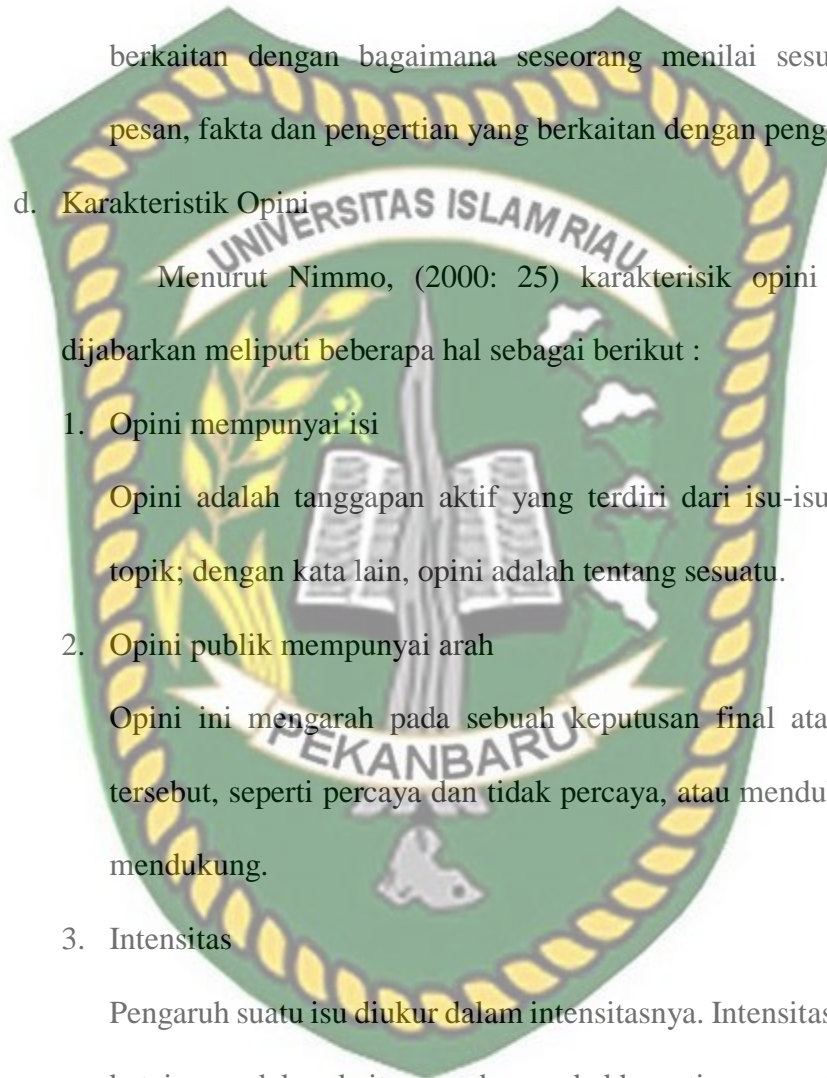 berkaitan dengan bagaimana seseorang menilai
pesan, fakta dan pengertian yang berkaitan dengan
d. Karakteristik Opini
UNIVERSITAS ISLAM RIAU
Menurut Nimmo, (2000: 25) karakterisik opini
dijabarkan meliputi beberapa hal sebagai berikut :
1. Opini mempunyai isi
Opini adalah tanggapan aktif yang terdiri dari isu-isu
topik; dengan kata lain, opini adalah tentang sesuatu.
2. Opini publik mempunyai arah
Opini ini mengarah pada sebuah keputusan final
PEKANBARU
tersebut, seperti percaya dan tidak percaya, atau
mendukung.
3. Intensitas
Pengaruh suatu isu diukur dalam intensitasnya. Intensitas